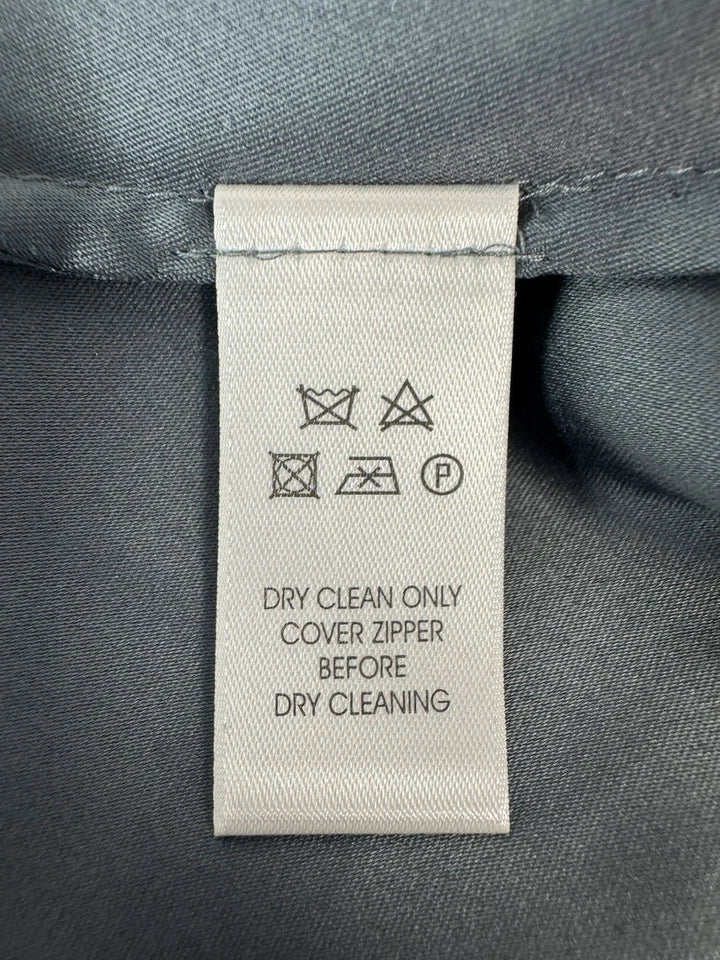 P
DRY CLEAN ONLY
COVER ZIPPER
BEFORE
DRY CLEANING